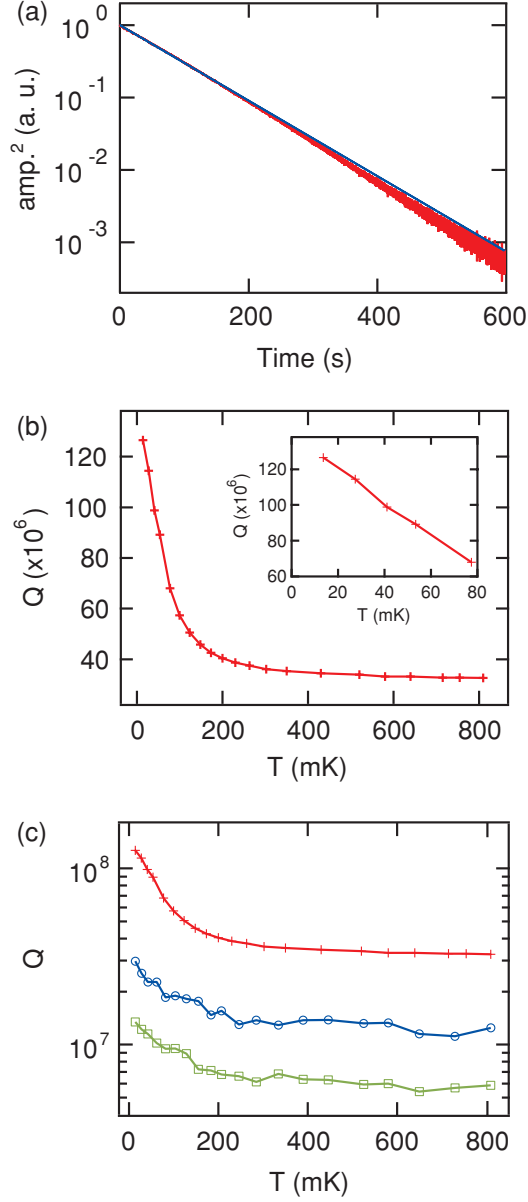 (a)
10^0
10^-1
10^-2
10^-3
amp.^2 (a. u.)
0 200 400 600
Time (s)
(b)
120
100
80
60
40
Q (x10^6)
0 200 400 600 800
T (mK)
120
100
80
60
Q (x10^6)
0 20 40 60 80
T (mK)
(c)
10^8
10^7
Q
0 200 400 600 800
T (mK)